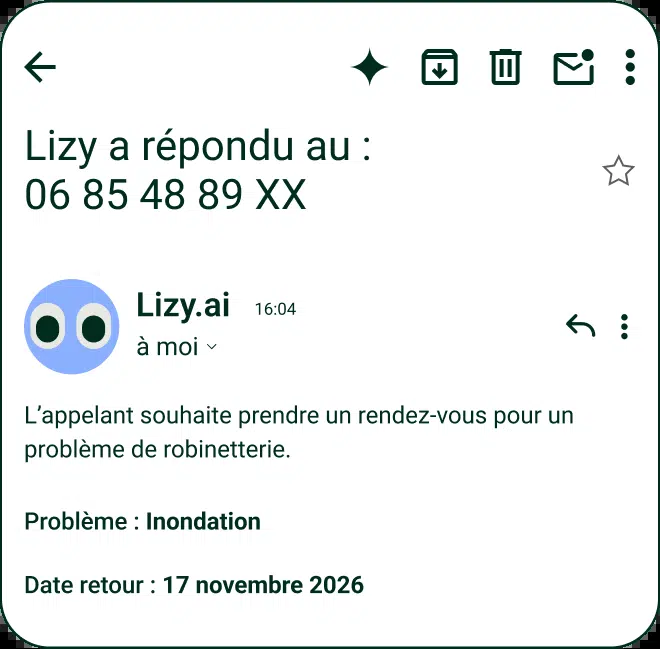 Lizy a répondu au :
06 85 48 89 XX
Lizy.ai 16:04
à moi
L’appelant souhaite prendre un rendez-vous pour un
problème de robinetterie.
Problème : Inondation
Date retour : 17 novembre 2026